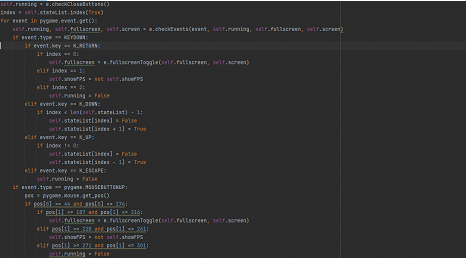 self.running = e.checkCloseButtons()
index = self.stateList.index(True)
for event in pygame.event.get():
    self.running, self.fullscreen, self.screen = e.checkEvents(event, self.running, self.fullscreen, self.screen)
    if event.type == KEYDOWN:
        if event.key == K_RETURN:
            if index == 0:
                self.fullscreen = e.fullscreenToggle(self.fullscreen, self.screen)
            elif index == 1:
                self.showFPS = not self.showFPS
            elif index == 2:
                self.running = False
        elif event.key == K_DOWN:
            if index < len(self.stateList) - 1:
                self.stateList[index] = False
                self.stateList[index + 1] = True
        elif event.key == K_UP:
            if index != 0:
                self.stateList[index] = False
                self.stateList[index - 1] = True
        elif event.key == K_ESCAPE:
            self.running = False
    if event.type == pygame.MOUSEBUTTONUP:
        pos = pygame.mouse.get_pos()
        if pos[0] >= 44 and pos[0] <= 174:
            if pos[1] >= 187 and pos[1] <= 216:
                self.fullscreen = e.fullscreenToggle(self.fullscreen, self.screen)
            elif pos[1] >= 228 and pos[1] <= 261:
                self.showFPS = not self.showFPS
            elif pos[1] >= 271 and pos[1] <= 301:
                self.running = False